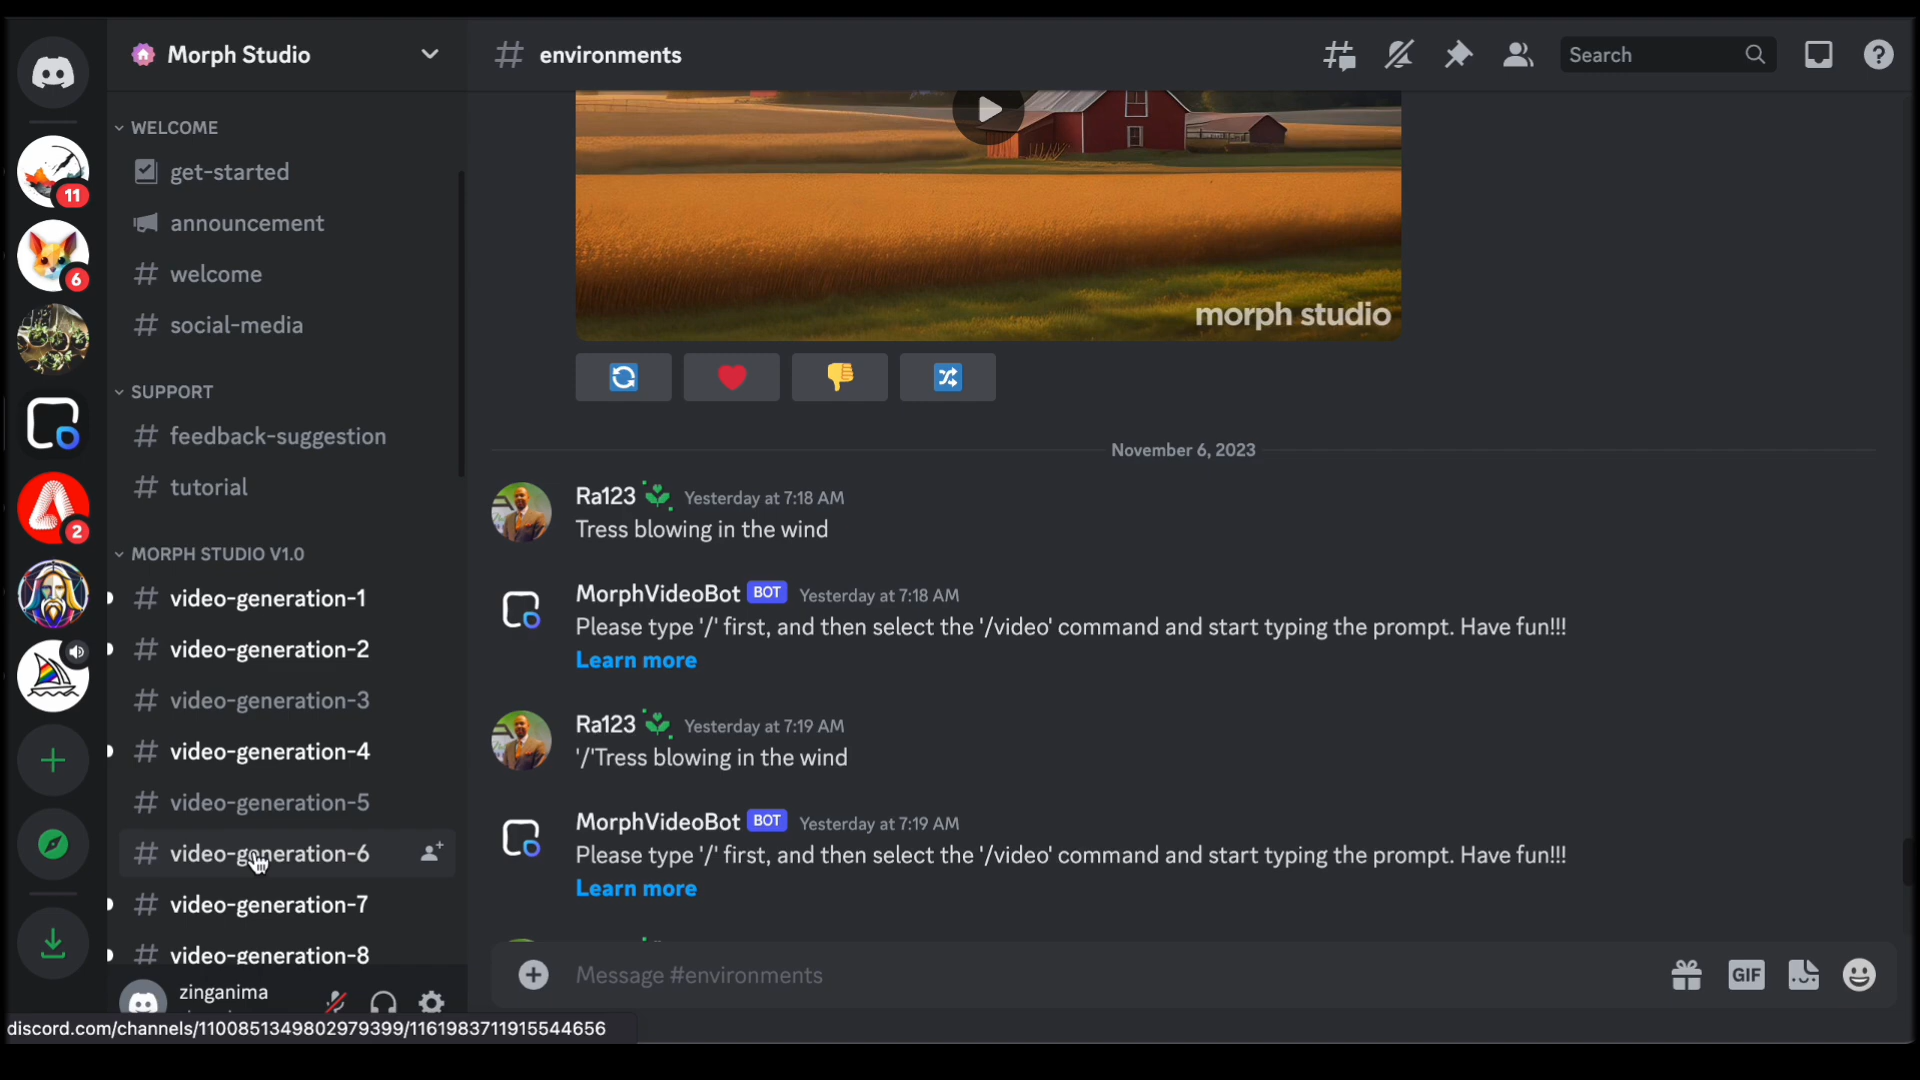 Morph Studio
environments
Search
WELCOME
get-started
announcement
welcome
social-media
SUPPORT
feedback-suggestion
tutorial
MORPH STUDIO V1.0
video-generation-1
video-generation-2
video-generation-3
video-generation-4
video-generation-5
video-generation-6
video-generation-7
video-generation-8
zinganima
discord.com/channels/1100851349802979399/1161983711915544656
11
6
2
morph studio
November 6, 2023
Ra123 Yesterday at 7:18 AM
Tress blowing in the wind
MorphVideoBot BOT Yesterday at 7:18 AM
Please type '/' first, and then select the '/video' command and start typing the prompt. Have fun!!!
Learn more
Ra123 Yesterday at 7:19 AM
'/'Tress blowing in the wind
MorphVideoBot BOT Yesterday at 7:19 AM
Please type '/' first, and then select the '/video' command and start typing the prompt. Have fun!!!
Learn more
Message #environments
GIF